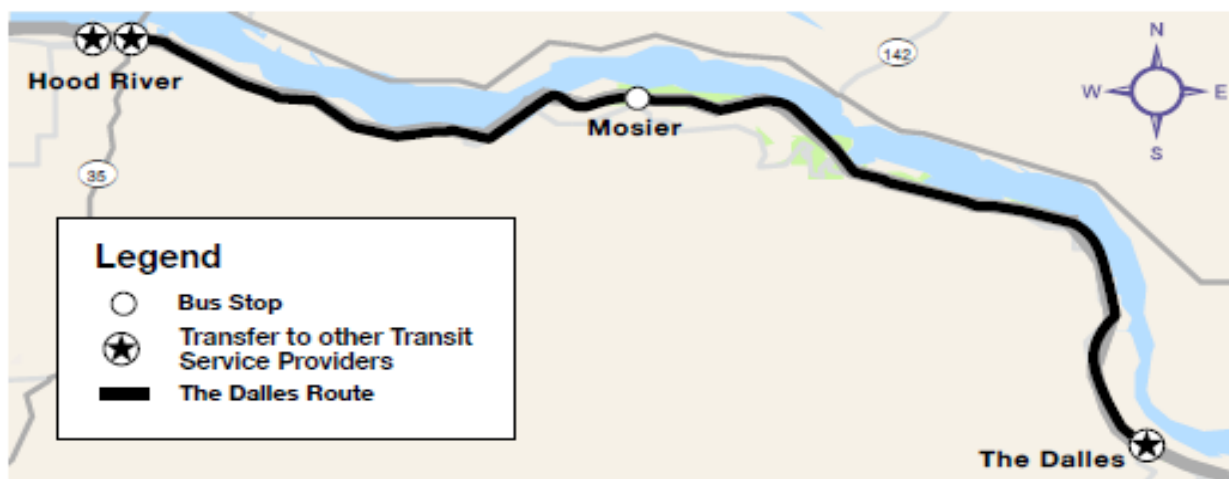 N
142
W E
Hood River
Mosier
S
35
Legend
Bus Stop
Transfer to other Transit
Service Providers
The Dalles Route
The Dalles